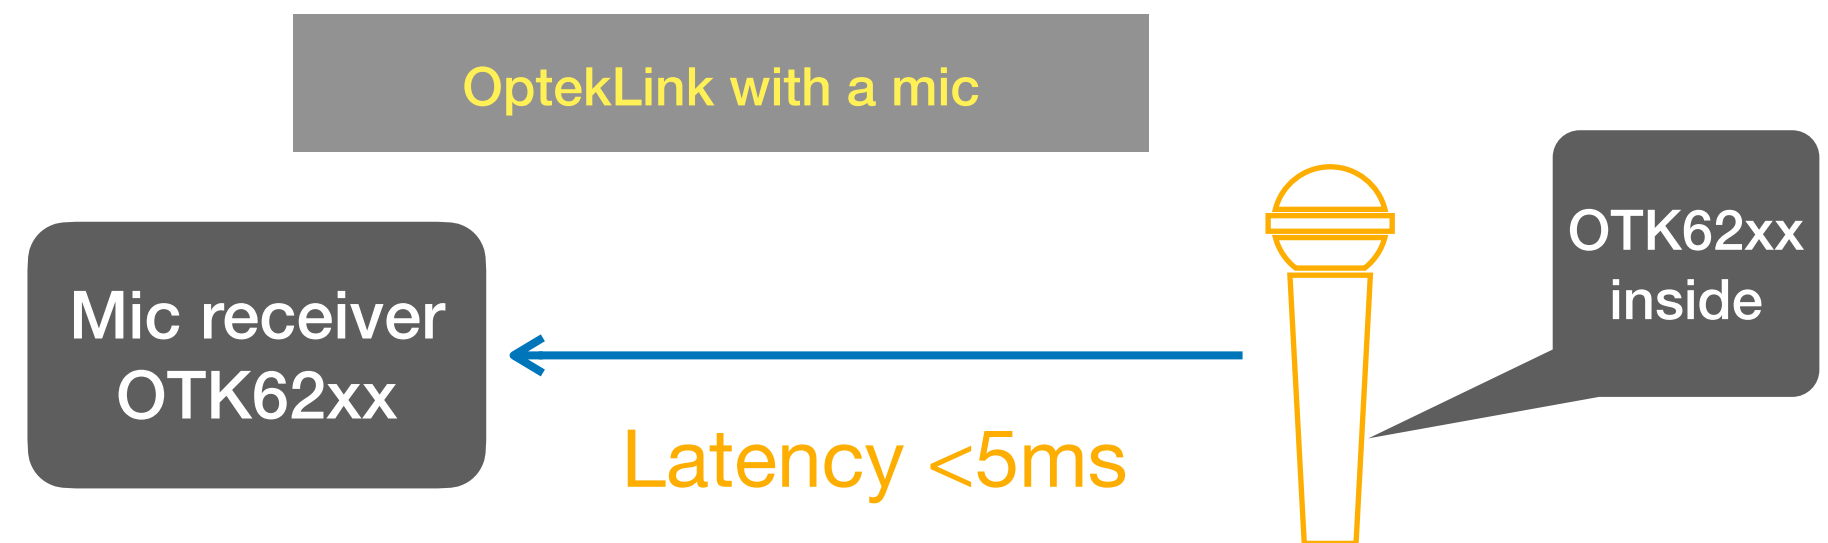 OptekLink with a mic
OTK62xx
inside
Mic receiver
OTK62xx
Latency <5ms